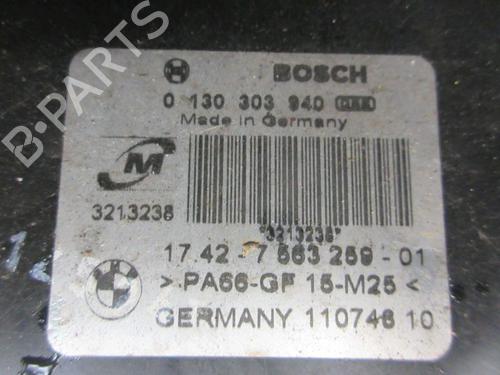 BOSCH
0 130 303 940
Made in Germany
M
3213238
"3213238"
17.42 - 7 563 259 - 01
> PA66-GF 15-M25 <
GERMANY 110746 10
B-Parts